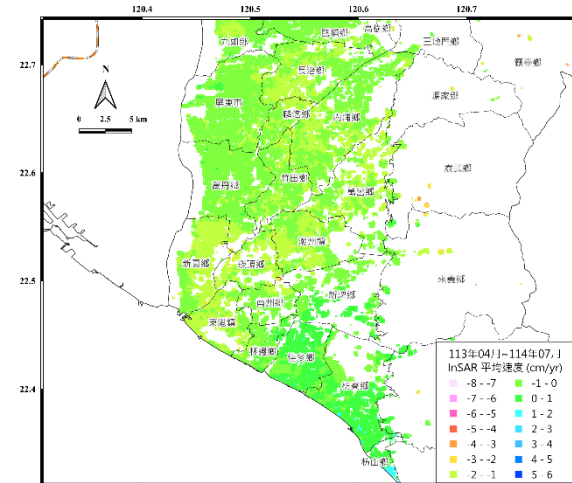 120.4 120.5 120.6 120.7
22.7
22.6
22.5
22.4
N
0 2.5 5 km
九如鄉
鹽埔鄉
高樹鄉
三地門鄉
霧臺鄉
長治鄉
屏東市
麟洛鄉
內埔鄉
瑪家鄉
泰武鄉
萬丹鄉
竹田鄉
萬巒鄉
潮州鎮
新園鄉
崁頂鄉
來義鄉
南州鄉
新埤鄉
東港鎮
林邊鄉
佳冬鄉
枋寮鄉
枋山鄉
113年04月~114年07月
InSAR 平均速度 (cm/yr)
-8 - -7
-7 - -6
-6 - -5
-5 - -4
-4 - -3
-3 - -2
-2 - -1
-1 - 0
0 - 1
1 - 2
2 - 3
3 - 4
4 - 5
5 - 6